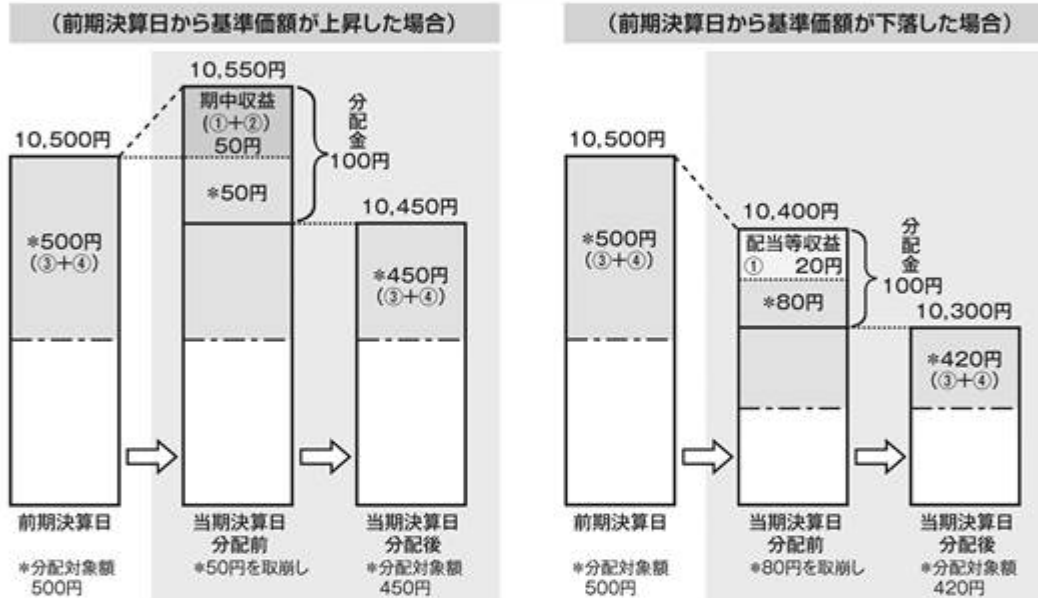 (前期決算日から基準価額が上昇した場合)
10,550円
期中収益
(①+②)
50円
分配金
100円
10,500円
*50円
10,450円
*500円
(③+④)
*450円
(③+④)
前期決算日
当期決算日
分配前
当期決算日
分配後
*分配対象額
500円
*50円を取崩し
*分配対象額
450円
(前期決算日から基準価額が下落した場合)
10,500円
10,400円
*500円
(③+④)
配当等収益
① 20円
分配金
100円
*80円
10,300円
*420円
(③+④)
前期決算日
当期決算日
分配前
当期決算日
分配後
*分配対象額
500円
*80円を取崩し
*分配対象額
420円